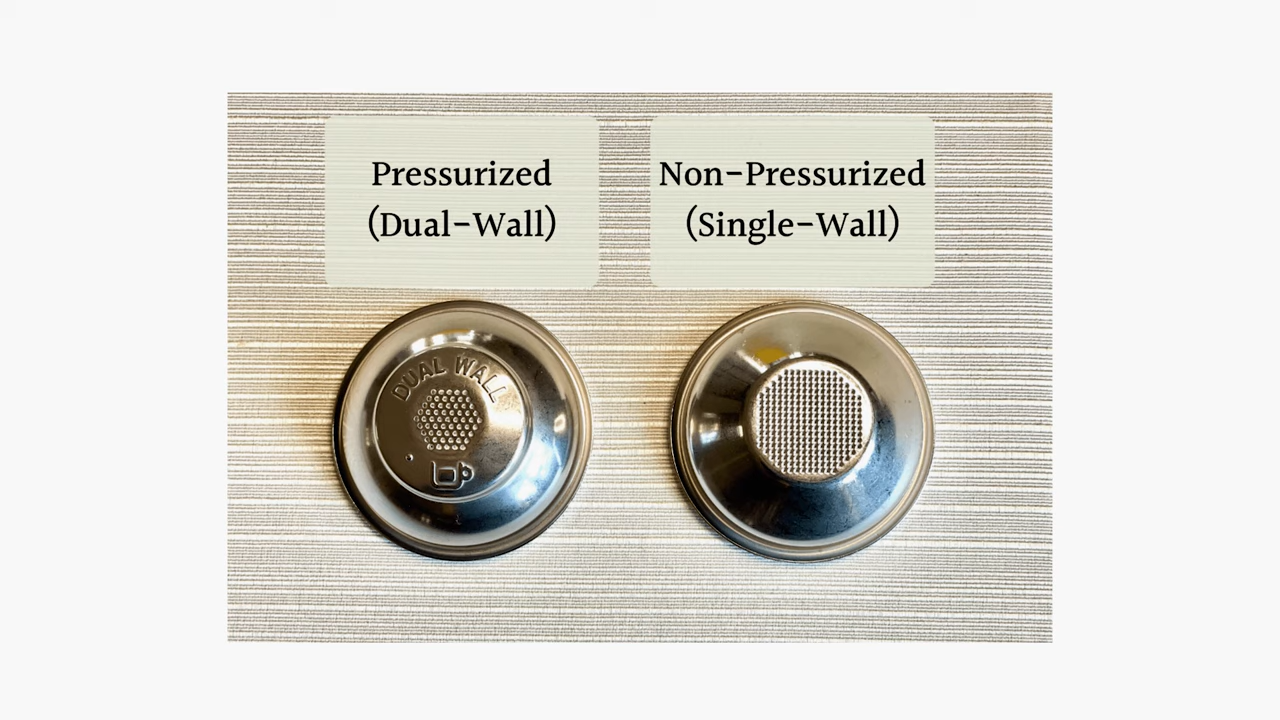 Pressurized
(Dual-Wall)
Non-Pressurized
(Single-Wall)
DUAL WALL